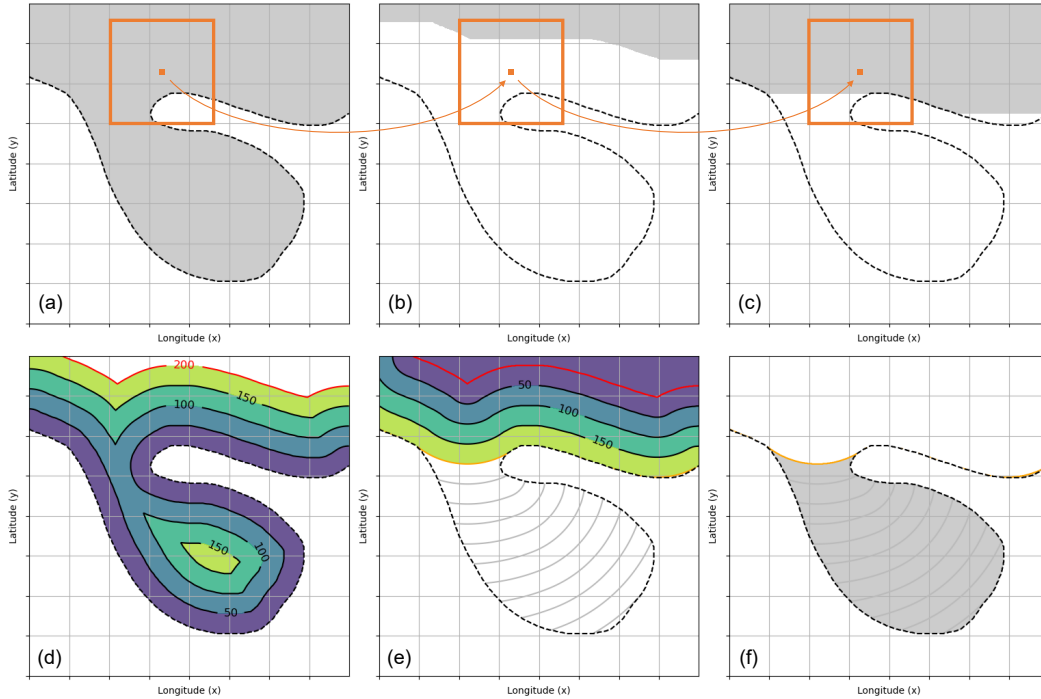 Latitude (y)
(a)
Longitude (x)
Latitude (y)
(b)
Longitude (x)
Latitude (y)
(c)
Longitude (x)
200
150
100
150
100
50
Latitude (y)
(d)
Longitude (x)
50
100
150
Latitude (y)
(e)
Longitude (x)
Latitude (y)
(f)
Longitude (x)